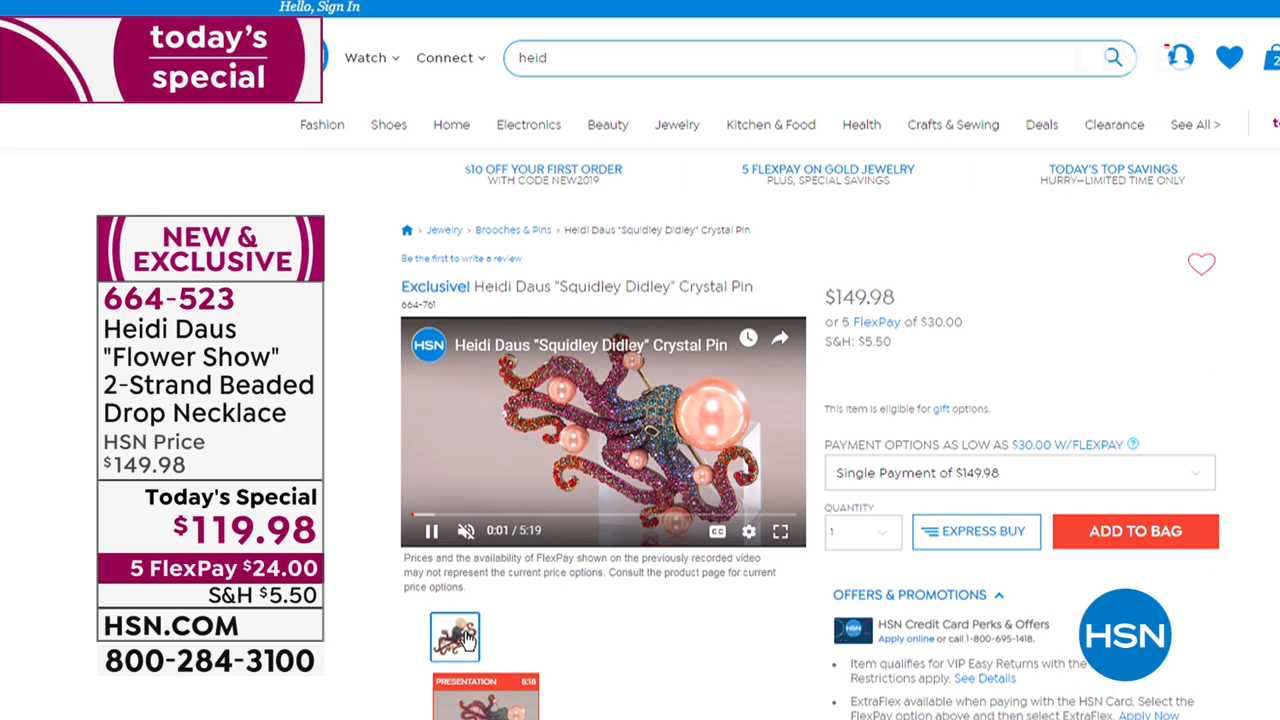 Hello, Sign In
today's
special
Watch
Connect
heid
2
Fashion
Shoes
Home
Electronics
Beauty
Jewelry
Kitchen & Food
Health
Crafts & Sewing
Deals
Clearance
See All >
$10 OFF YOUR FIRST ORDER
WITH CODE NEW2019
5 FLEXPAY ON GOLD JEWELRY
PLUS, SPECIAL SAVINGS
TODAY'S TOP SAVINGS
HURRY—LIMITED TIME ONLY
NEW &
EXCLUSIVE
664-523
Heidi Daus
"Flower Show"
2-Strand Beaded
Drop Necklace
HSN Price
$149.98
Today's Special
$119.98
5 FlexPay $24.00
S&H $5.50
HSN.COM
800-284-3100
> Jewelry > Brooches & Pins > Heidi Daus "Squidley Didley" Crystal Pin
Be the first to write a review
Exclusive! Heidi Daus "Squidley Didley" Crystal Pin
664-761
HSN Heidi Daus "Squidley Didley" Crystal Pin
0:01 / 5:19
CC
Prices and the availability of FlexPay shown on the previously recorded video
may not represent the current price options. Consult the product page for current
price options.
PRESENTATION 5:18
$149.98
or 5 FlexPay of $30.00
S&H: $5.50
This item is eligible for gift options.
PAYMENT OPTIONS AS LOW AS $30.00 W/FLEXPAY ?
Single Payment of $149.98
QUANTITY
1
EXPRESS BUY
ADD TO BAG
OFFERS & PROMOTIONS
HSN
HSN Credit Card Perks & Offers
Apply online or call 1-800-695-1418.
• Item qualifies for VIP Easy Returns with the
Restrictions apply. See Details
• ExtraFlex available when paying with the HSN Card. Select the
FlexPay option above and then select ExtraFlex. Apply Now
HSN